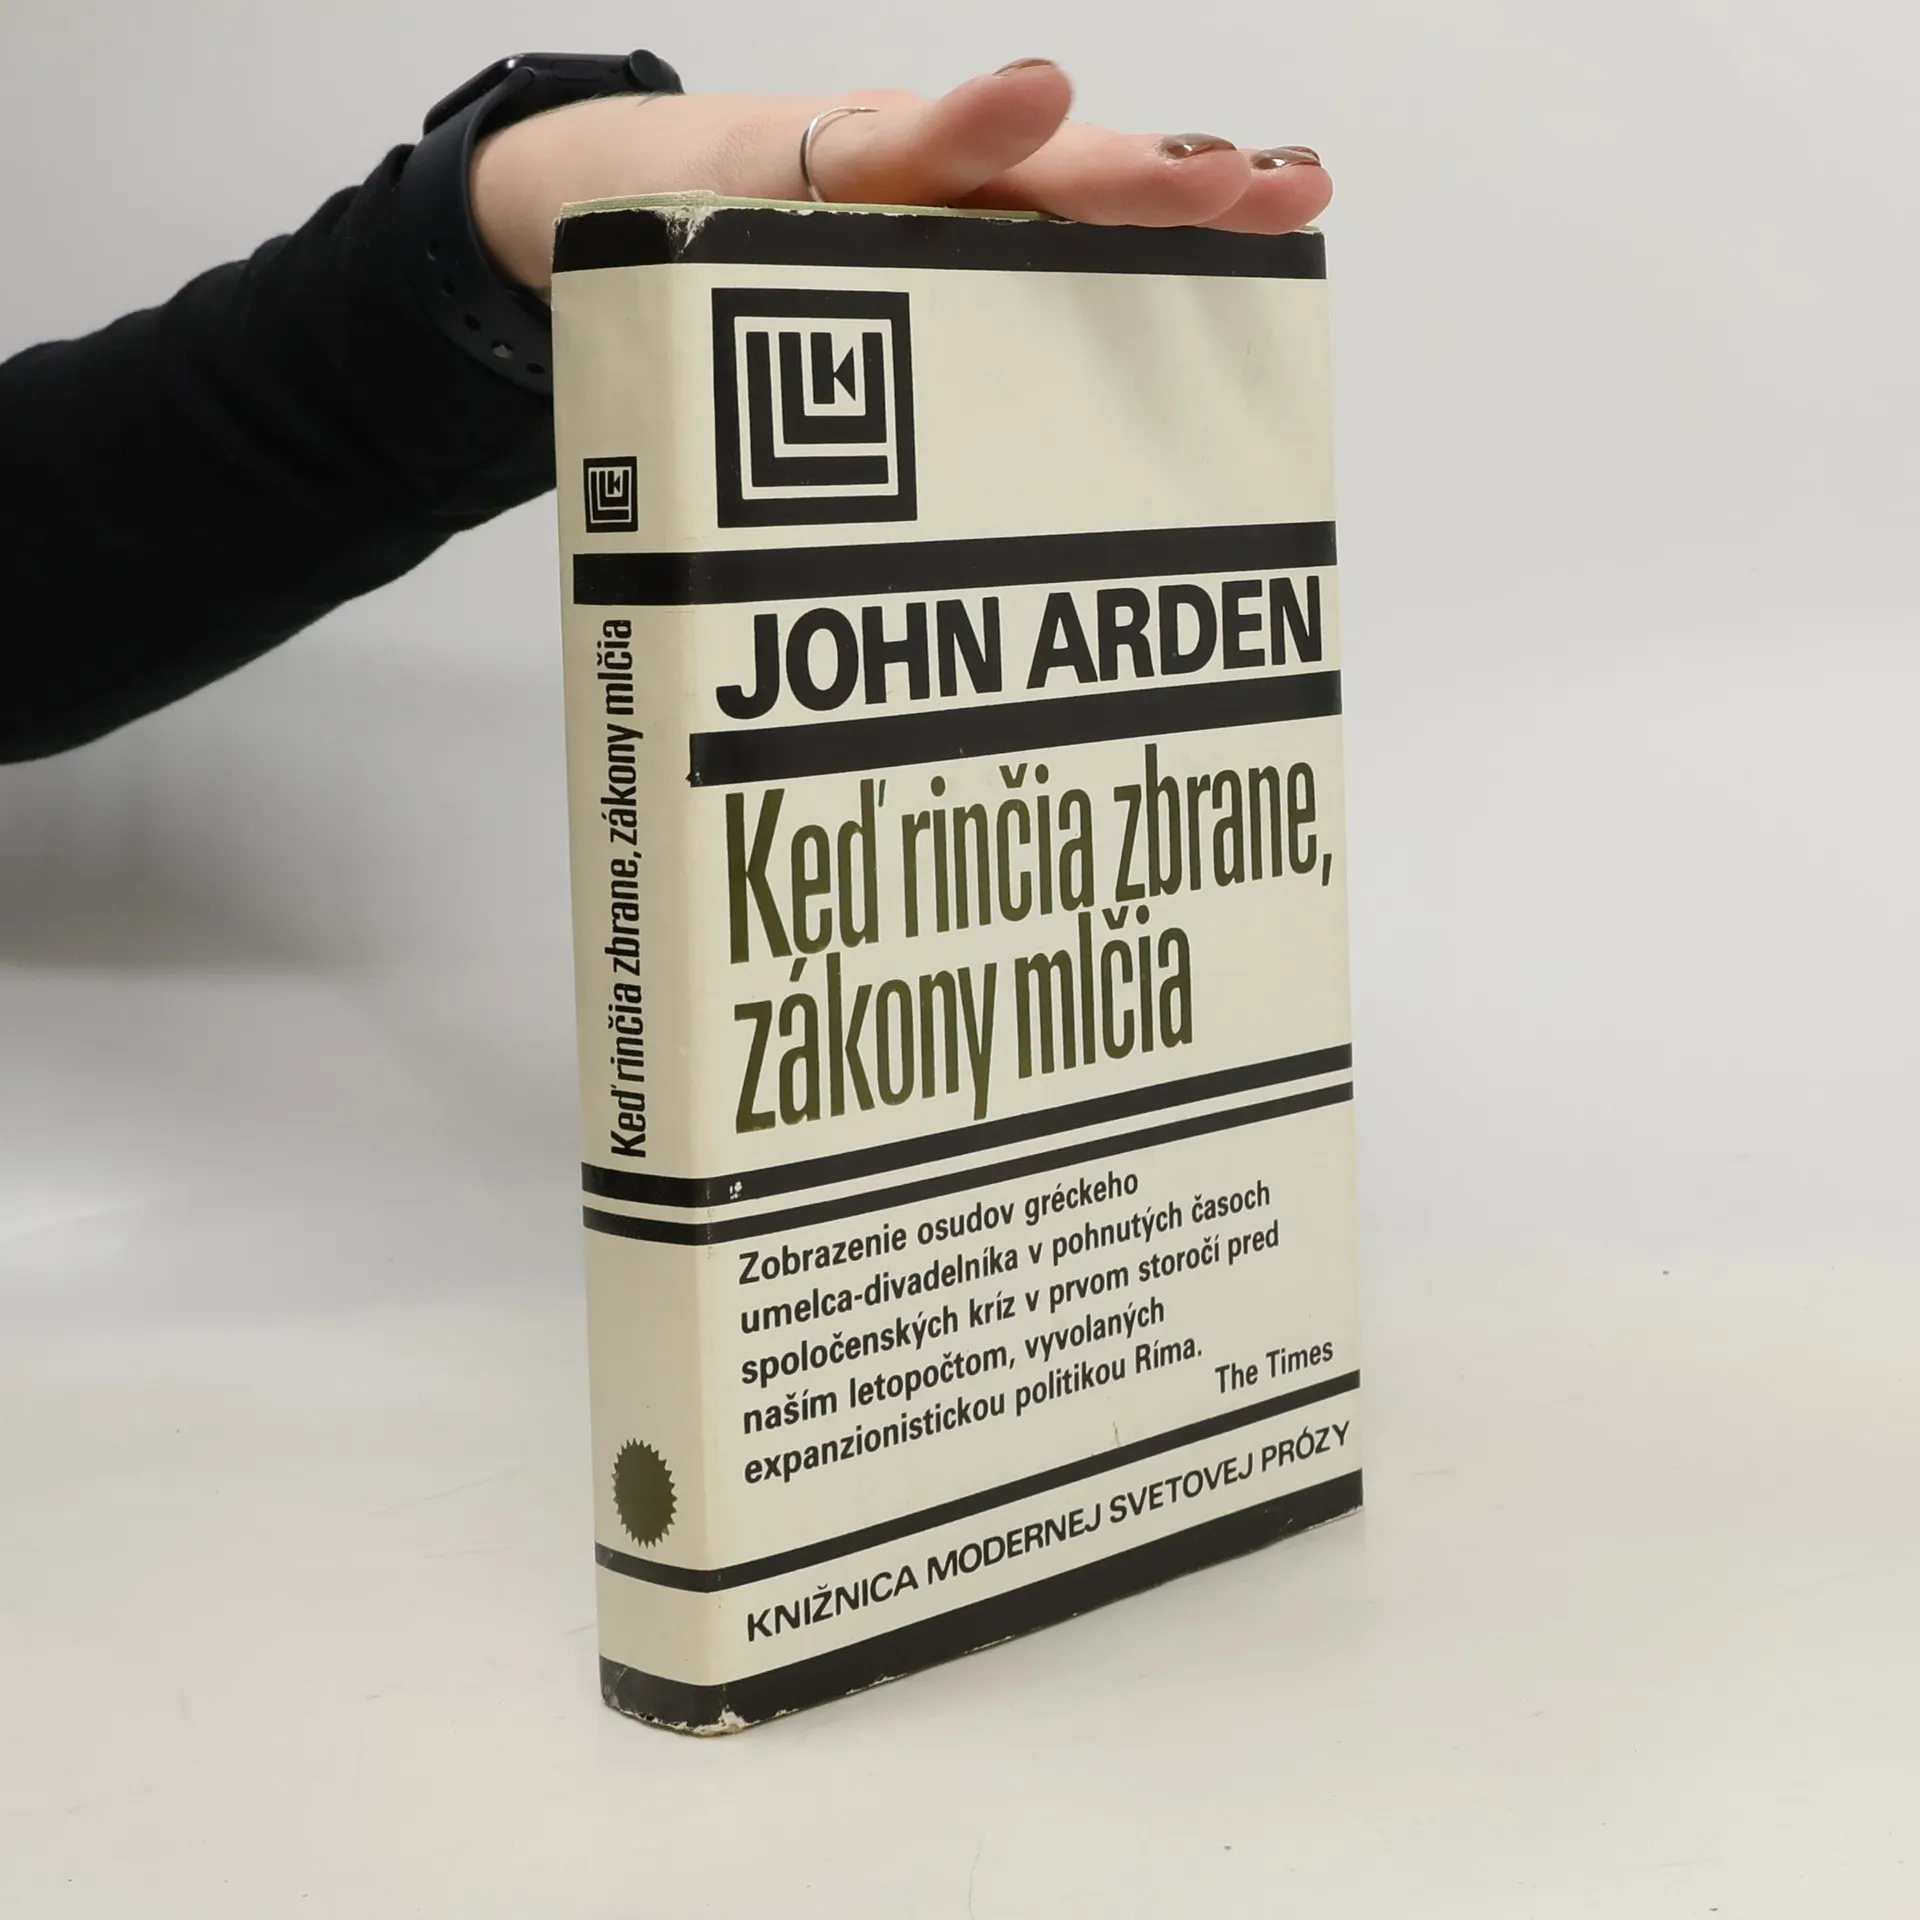 JOHN ARDEN
Keď rinčia zbrane,
zákony mlčia
Zobrazenie osudov gréckeho
umelca-divadelníka v pohnutých časoch
spoločenských kríz v prvom storočí pred
naším letopočtom, vyvolaných
expanzionistickou politikou Ríma.
The Times
KNIŽNICA MODERNEJ SVETOVEJ PRÓZY
Keď rinčia zbrane, zákony mlčia